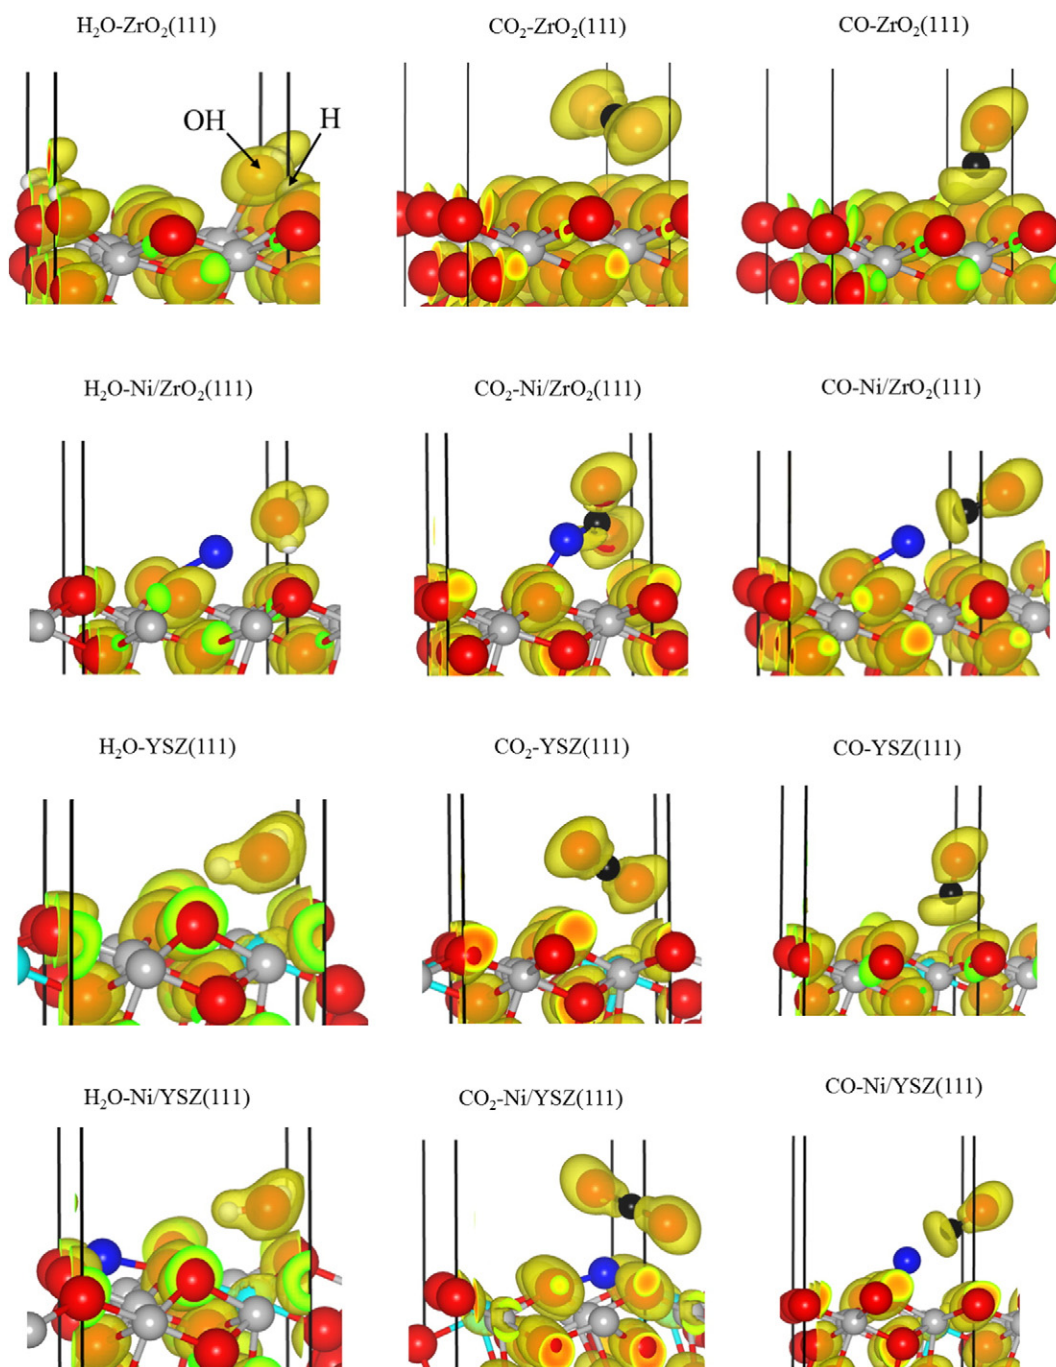 H₂O-ZrO₂(111)
CO₂-ZrO₂(111)
CO-ZrO₂(111)
OH
H
H₂O-Ni/ZrO₂(111)
CO₂-Ni/ZrO₂(111)
CO-Ni/ZrO₂(111)
H₂O-YSZ(111)
CO₂-YSZ(111)
CO-YSZ(111)
H₂O-Ni/YSZ(111)
CO₂-Ni/YSZ(111)
CO-Ni/YSZ(111)